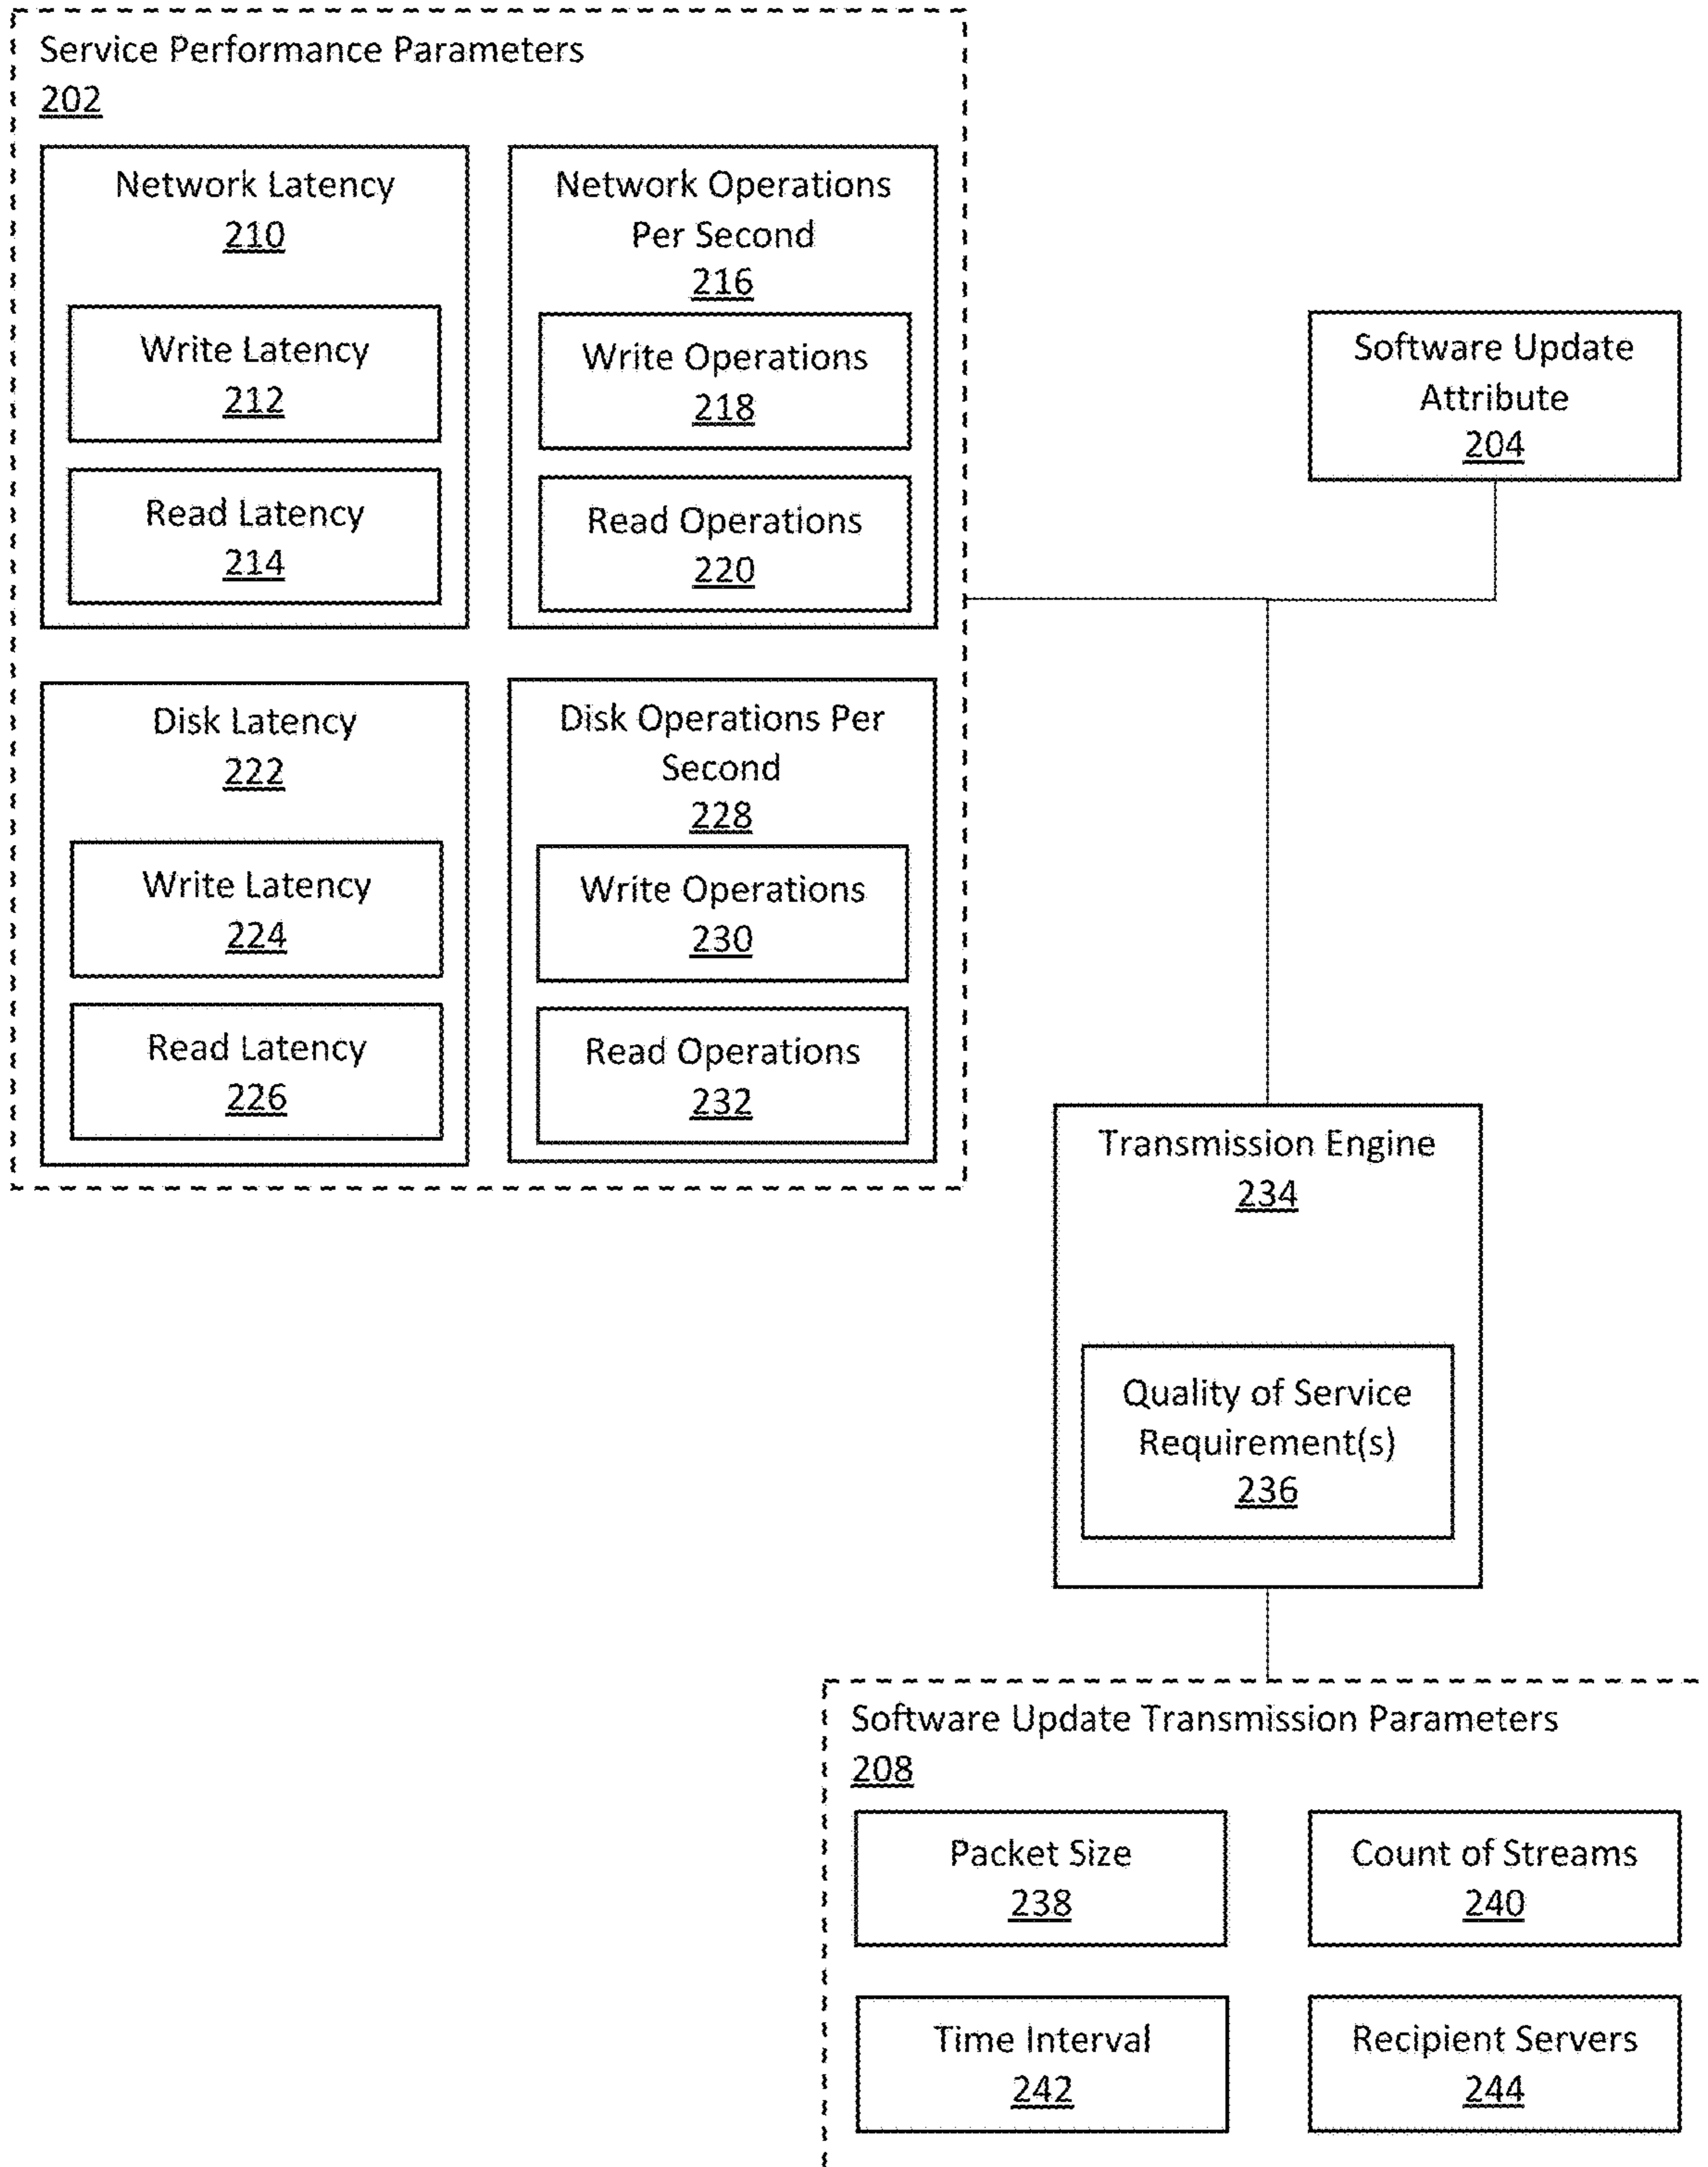 Service Performance Parameters
202
Network Latency
210
Write Latency
212
Read Latency
214
Network Operations
Per Second
216
Write Operations
218
Read Operations
220
Disk Latency
222
Write Latency
224
Read Latency
226
Disk Operations Per
Second
228
Write Operations
230
Read Operations
232
Software Update
Attribute
204
Transmission Engine
234
Quality of Service
Requirement(s)
236
Software Update Transmission Parameters
208
Packet Size
238
Count of Streams
240
Time Interval
242
Recipient Servers
244